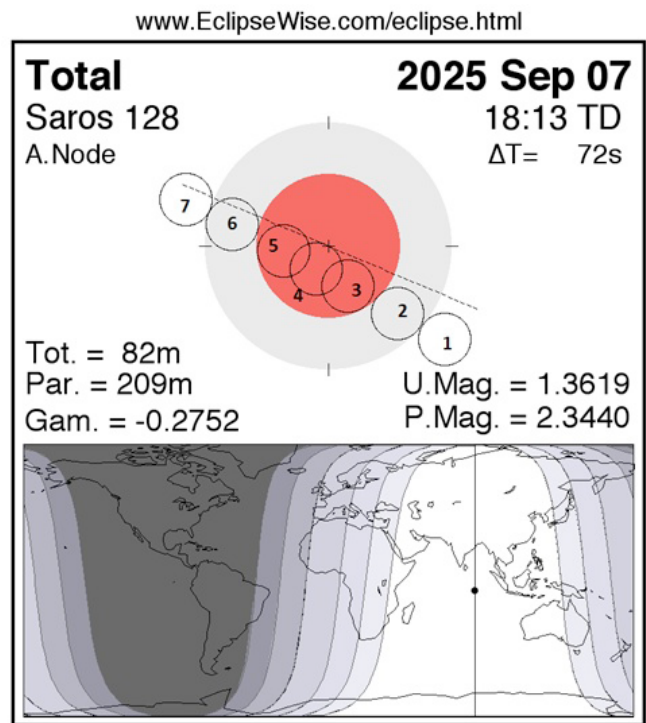 www.EclipseWise.com/eclipse.html
Total 2025 Sep 07
Saros 128 18:13 TD
A.Node ΔT= 72s
7
6
5
4
3
2
1
Tot. = 82m
Par. = 209m U.Mag. = 1.3619
Gam. = -0.2752 P.Mag. = 2.3440